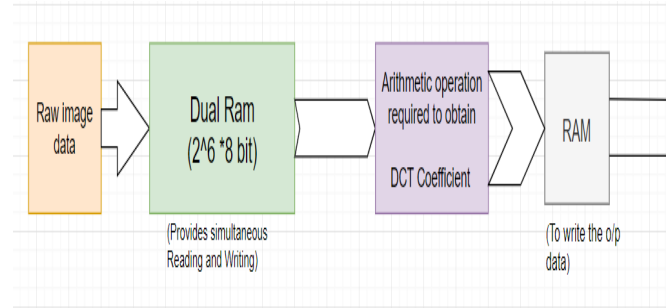 Raw image
data
Dual Ram
(2^6 *8 bit)
(Provides simultaneous
Reading and Writing)
Arithmetic operation
required to obtain
DCT Coefficient
RAM
(To write the o/p
data)